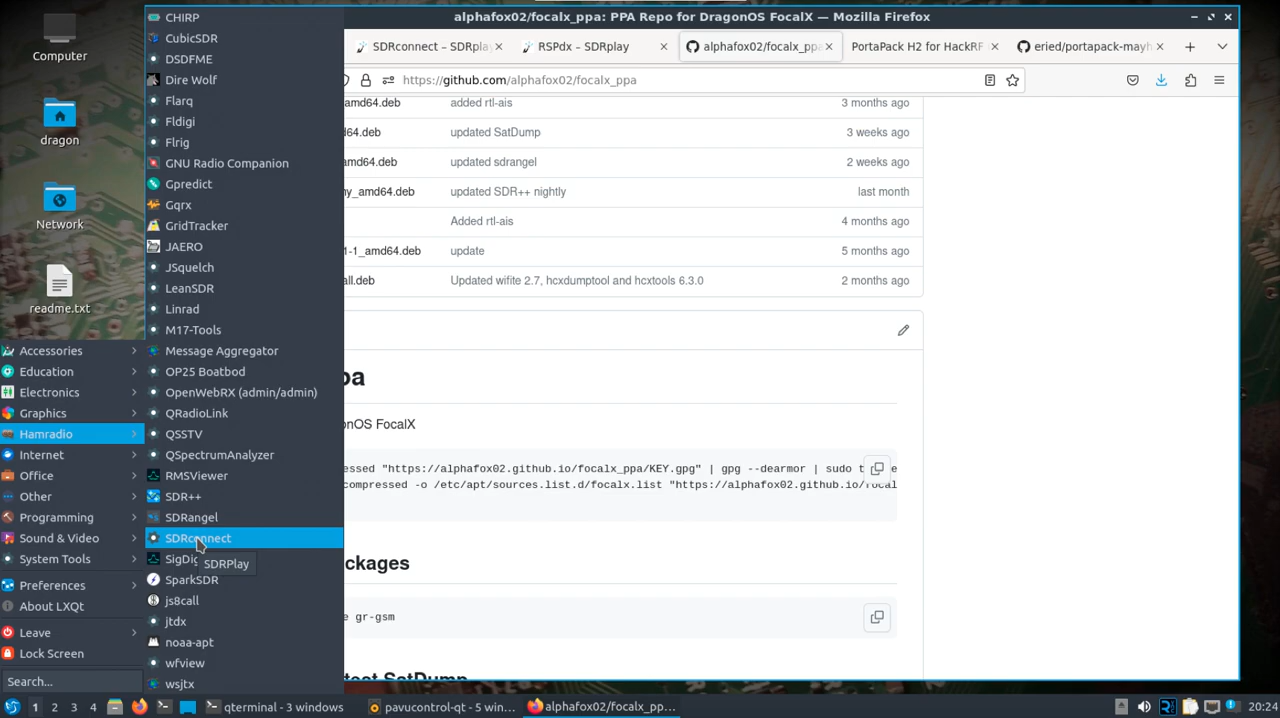 Computer
dragon
Network
readme.txt
Accessories
Education
Electronics
Graphics
Hamradio
Internet
Office
Other
Programming
Sound & Video
System Tools
Preferences
About LXQt
Leave
Lock Screen
Search...
CHIRP
CubicSDR
DSDFME
Dire Wolf
Flarq
Fldigi
Flrig
GNU Radio Companion
Gpredict
Gqrx
GridTracker
JAERO
JSquelch
LeanSDR
Linrad
M17-Tools
Message Aggregator
OP25 Boatbod
OpenWebRX (admin/admin)
QRadioLink
QSSTV
QSpectrumAnalyzer
RMSViewer
SDR++
SDRangel
SDRconnect
SigDig
SDRPlay
SparkSDR
js8call
jtdx
noaa-apt
wfview
wsjtx
alphafox02/focalx_ppa: PPA Repo for DragonOS FocalX — Mozilla Firefox
SDRconnect – SDRplay
RSPdx – SDRplay
alphafox02/focalx_ppa:
PortaPack H2 for HackRF
eried/portapack-mayh
https://github.com/alphafox02/focalx_ppa
amd64.deb added rtl-ais 3 months ago
d64.deb updated SatDump 3 weeks ago
amd64.deb updated sdrangel 2 weeks ago
ny_amd64.deb updated SDR++ nightly last month
Added rtl-ais 4 months ago
1-1_amd64.deb update 5 months ago
all.deb Updated wifite 2.7, hcxdumptool and hcxtools 6.3.0 2 months ago
pa
onOS FocalX
essed "https://alphafox02.github.io/focalx_ppa/KEY.gpg" | gpg --dearmor | sudo t e
compressed -o /etc/apt/sources.list.d/focalx.list "https://alphafox02.github.io/focal
ckages
e gr-gsm
test SatDump
1 2 3 4 qterminal - 3 windows pavucontrol-qt - 5 win... alphafox02/focalx_ppa... 20:24